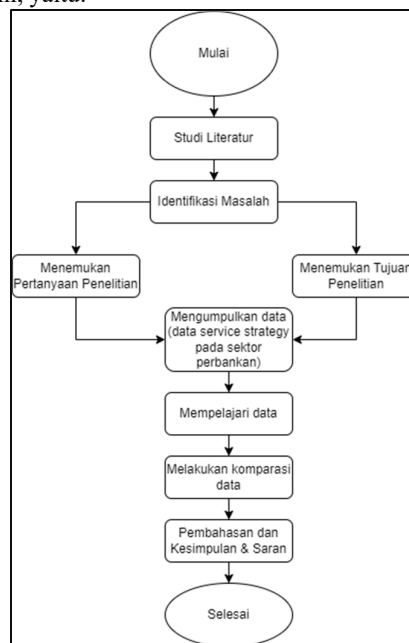 yaitu:
Mulai
Studi Literatur
Identifikasi Masalah
Menemukan
Pertanyaan Penelitian
Menemukan Tujuan
Penelitian
Mengumpulkan data
(data service strategy
pada sektor
perbankan)
Mempelajari data
Melakukan komparasi
data
Pembahasan dan
Kesimpulan & Saran
Selesai